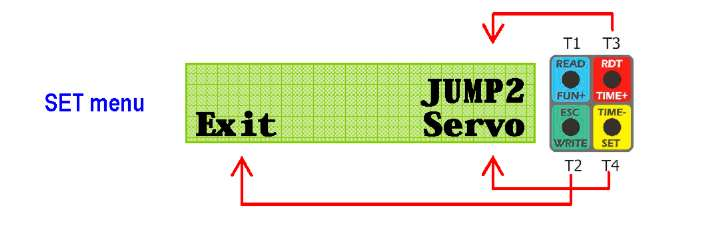 T1 T3
READ RDT
JUMP2
FUN+ TIME+
SET menu
ESC TIME-
Exit Servo
WRITE SET
T2 T4